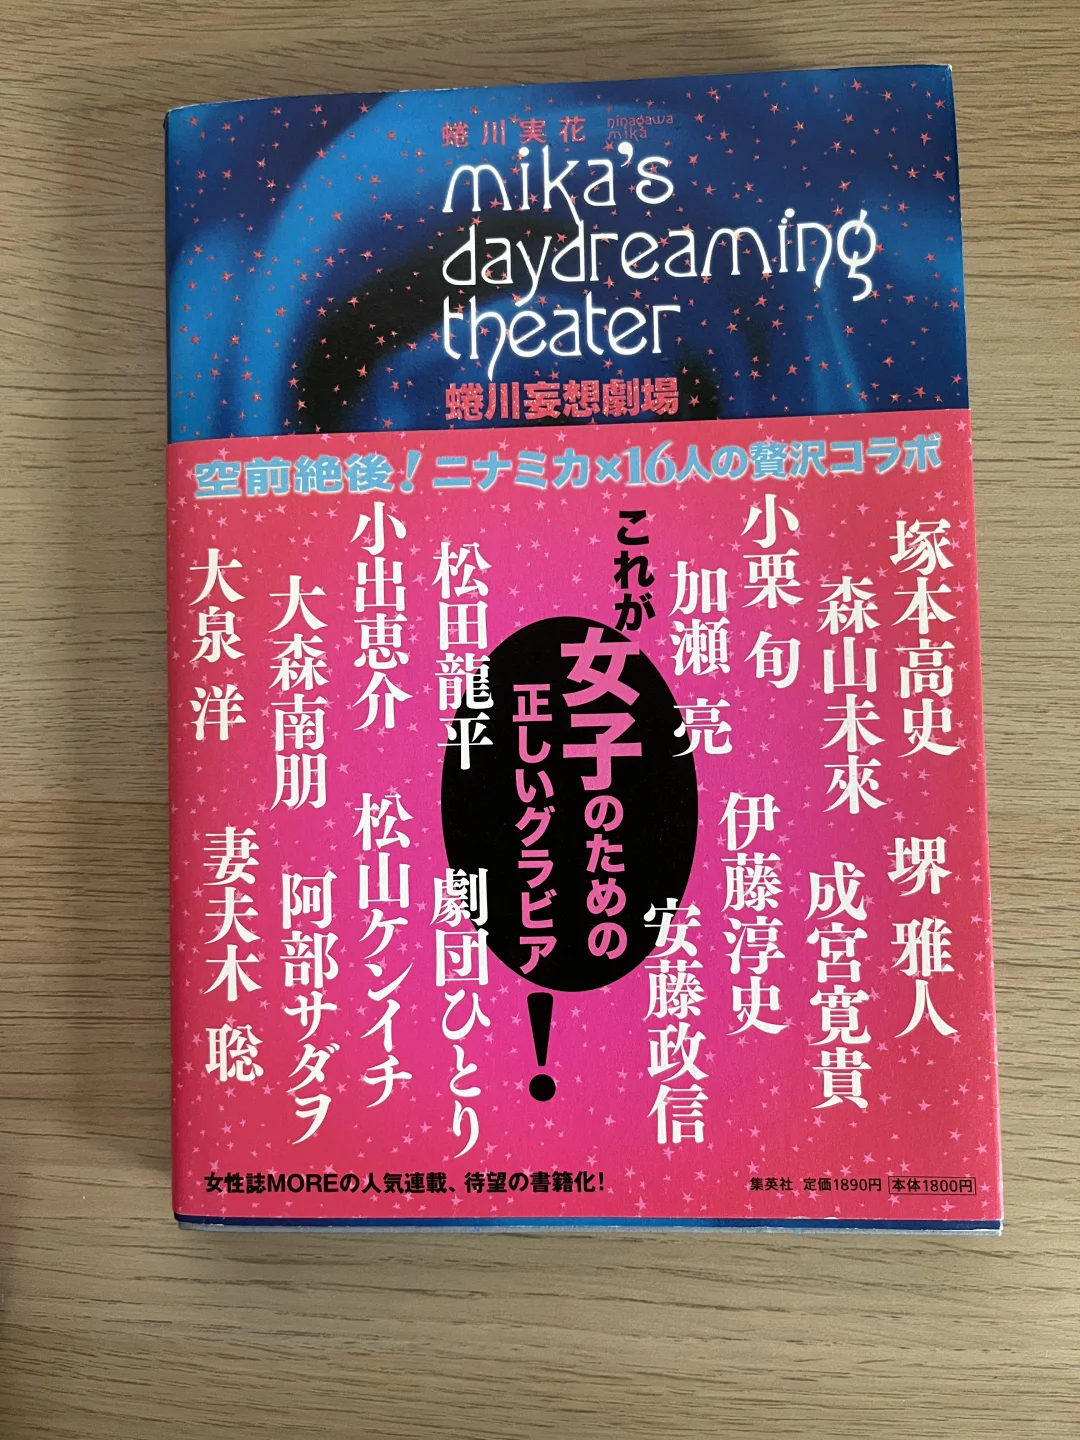 蜷川実花 ninagawa mika
mika's
daydreaming
theater
蜷川妄想劇場
空前絶後!ニナミカ×16人の贅沢コラボ
塚本高史
堺 雅人
森山未來
成宮寛貴
小栗 旬
伊藤淳史
加瀬 亮
安藤政信
これが
女子のための
正しいグラビア
!
松田龍平
劇団ひとり
小出恵介
松山ケンイチ
大森南朋
阿部サダヲ
大泉 洋
妻夫木 聡
女性誌MOREの人気連載、待望の書籍化!
集英社 定価1890円 本体1800円